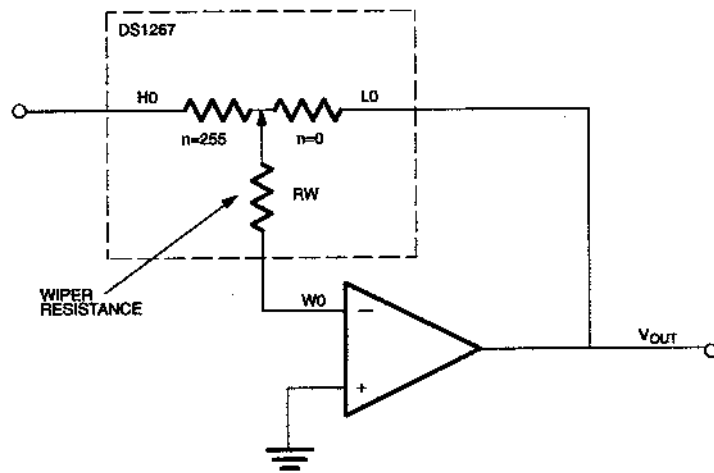 DS1267
H0
L0
n=255
n=0
RW
WIPER
RESISTANCE
W0
−
VOUT
+